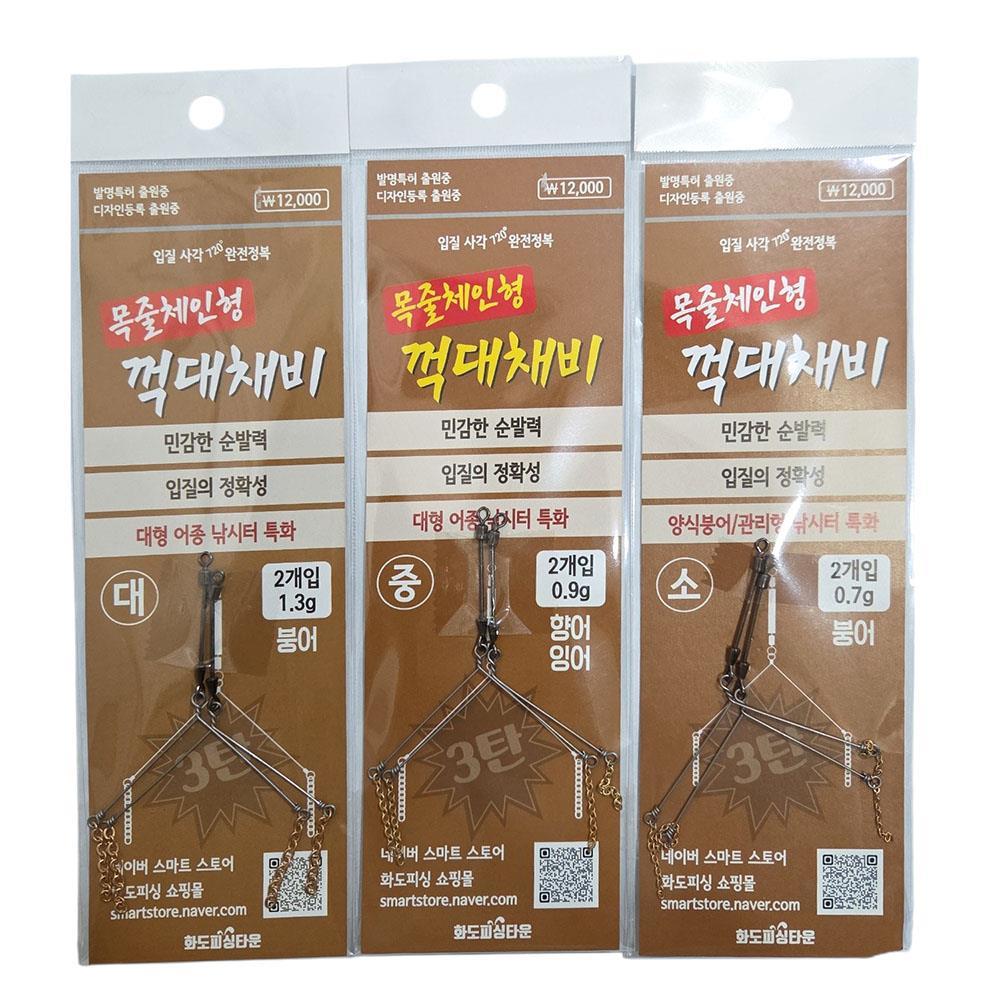 발명특허 출원중
디자인등록 출원중
₩12,000
입질 사각 720° 완전정복
목줄체인형
꺽대채비
민감한 순발력
입질의 정확성
대형 어종 낚시터 특화
대
2개입
1.3g
붕어
3탄
네이버 스마트 스토어
화도피싱 쇼핑몰
smartstore.naver.com
화도피싱타운
발명특허 출원중
디자인등록 출원중
₩12,000
입질 사각 720° 완전정복
목줄체인형
꺽대채비
민감한 순발력
입질의 정확성
대형 어종 낚시터 특화
중
2개입
0.9g
향어
잉어
3탄
네이버 스마트 스토어
화도피싱 쇼핑몰
smartstore.naver.com
화도피싱타운
발명특허 출원중
디자인등록 출원중
₩12,000
입질 사각 720° 완전정복
목줄체인형
꺽대채비
민감한 순발력
입질의 정확성
양식붕어/관리형 낚시터 특화
소
2개입
0.7g
붕어
3탄
네이버 스마트 스토어
화도피싱 쇼핑몰
smartstore.naver.com
화도피싱타운